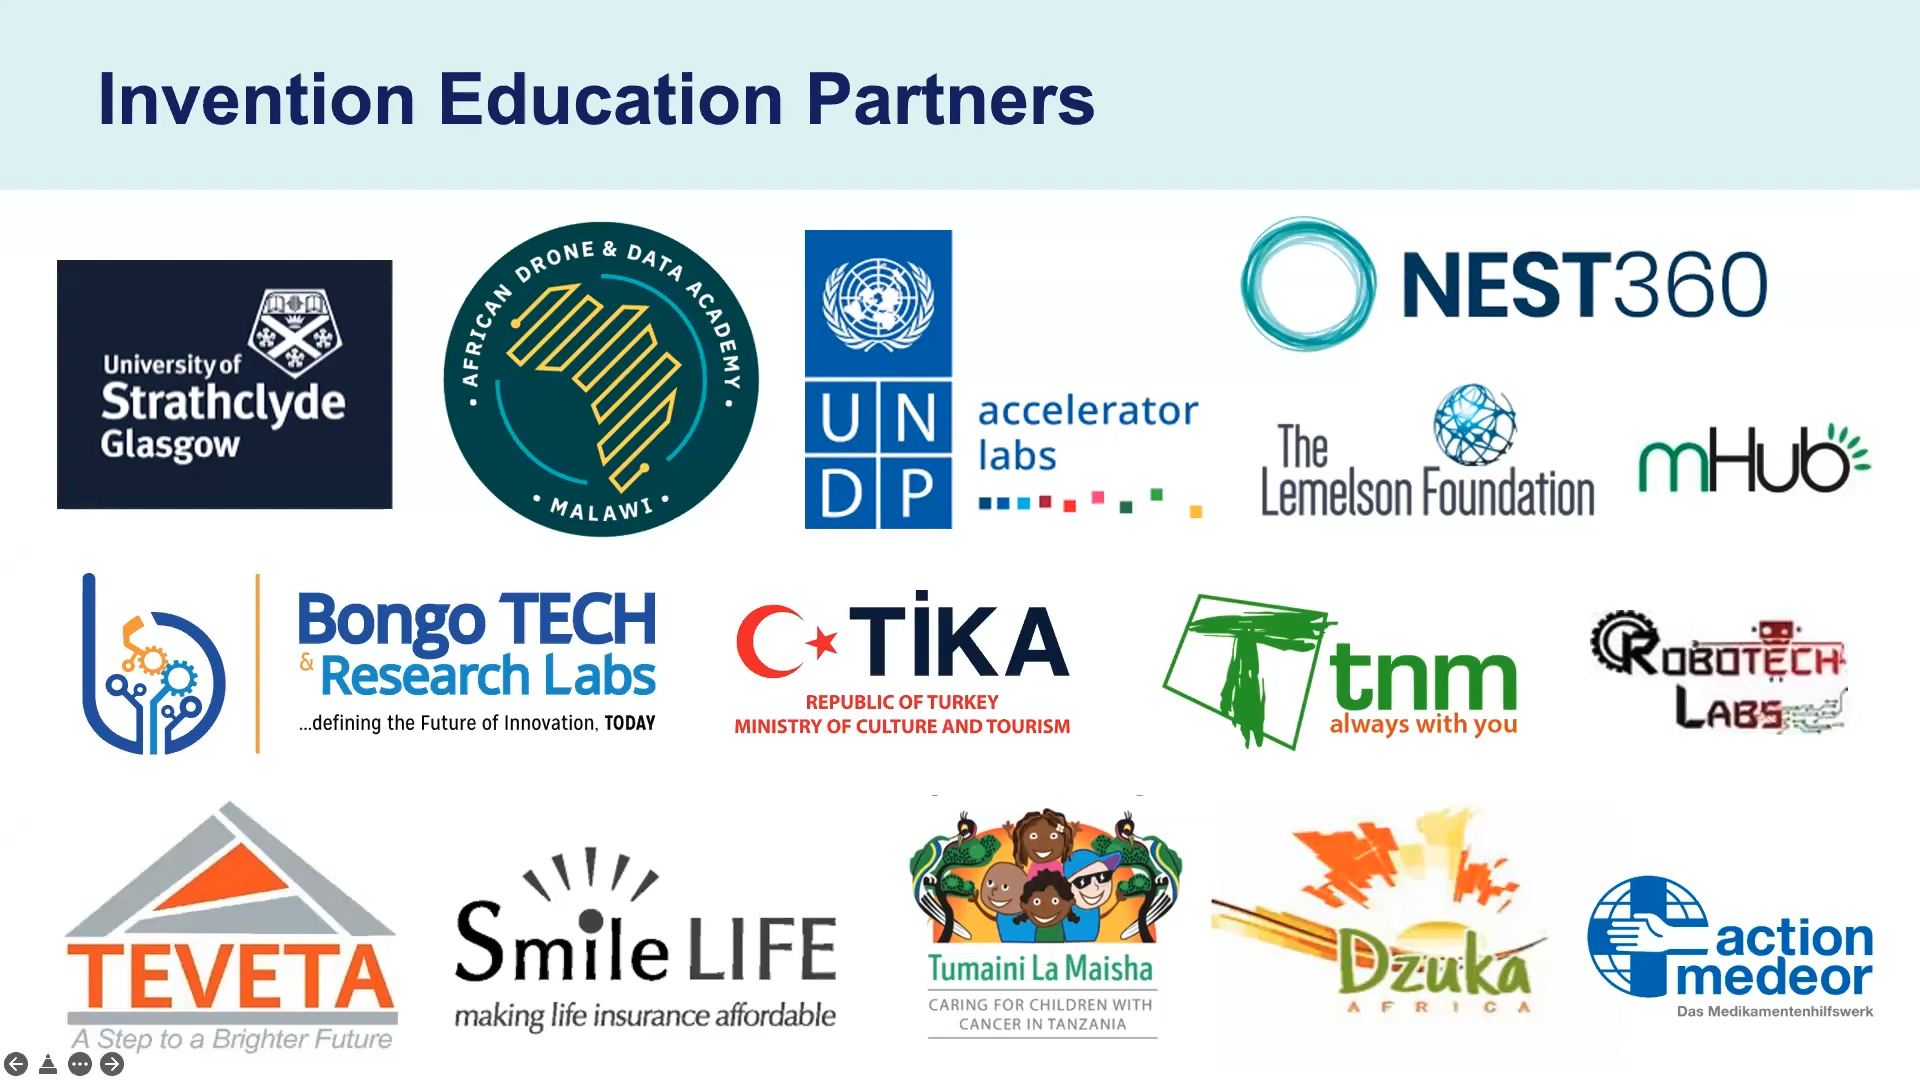 Invention Education Partners
University of
Strathclyde
Glasgow
• AFRICAN DRONE & DATA ACADEMY •
• MALAWI •
U N
D P
accelerator
labs
NEST360
The
Lemelson Foundation
mHub
Bongo TECH
& Research Labs
...defining the Future of Innovation, TODAY
TİKA
REPUBLIC OF TURKEY
MINISTRY OF CULTURE AND TOURISM
tnm
always with you
ROBOTECH
LABS
TEVETA
A Step to a Brighter Future
Smile LIFE
making life insurance affordable
Tumaini La Maisha
CARING FOR CHILDREN WITH
CANCER IN TANZANIA
Dzuka
AFRICA
action
medeor
Das Medikamentenhilfswerk